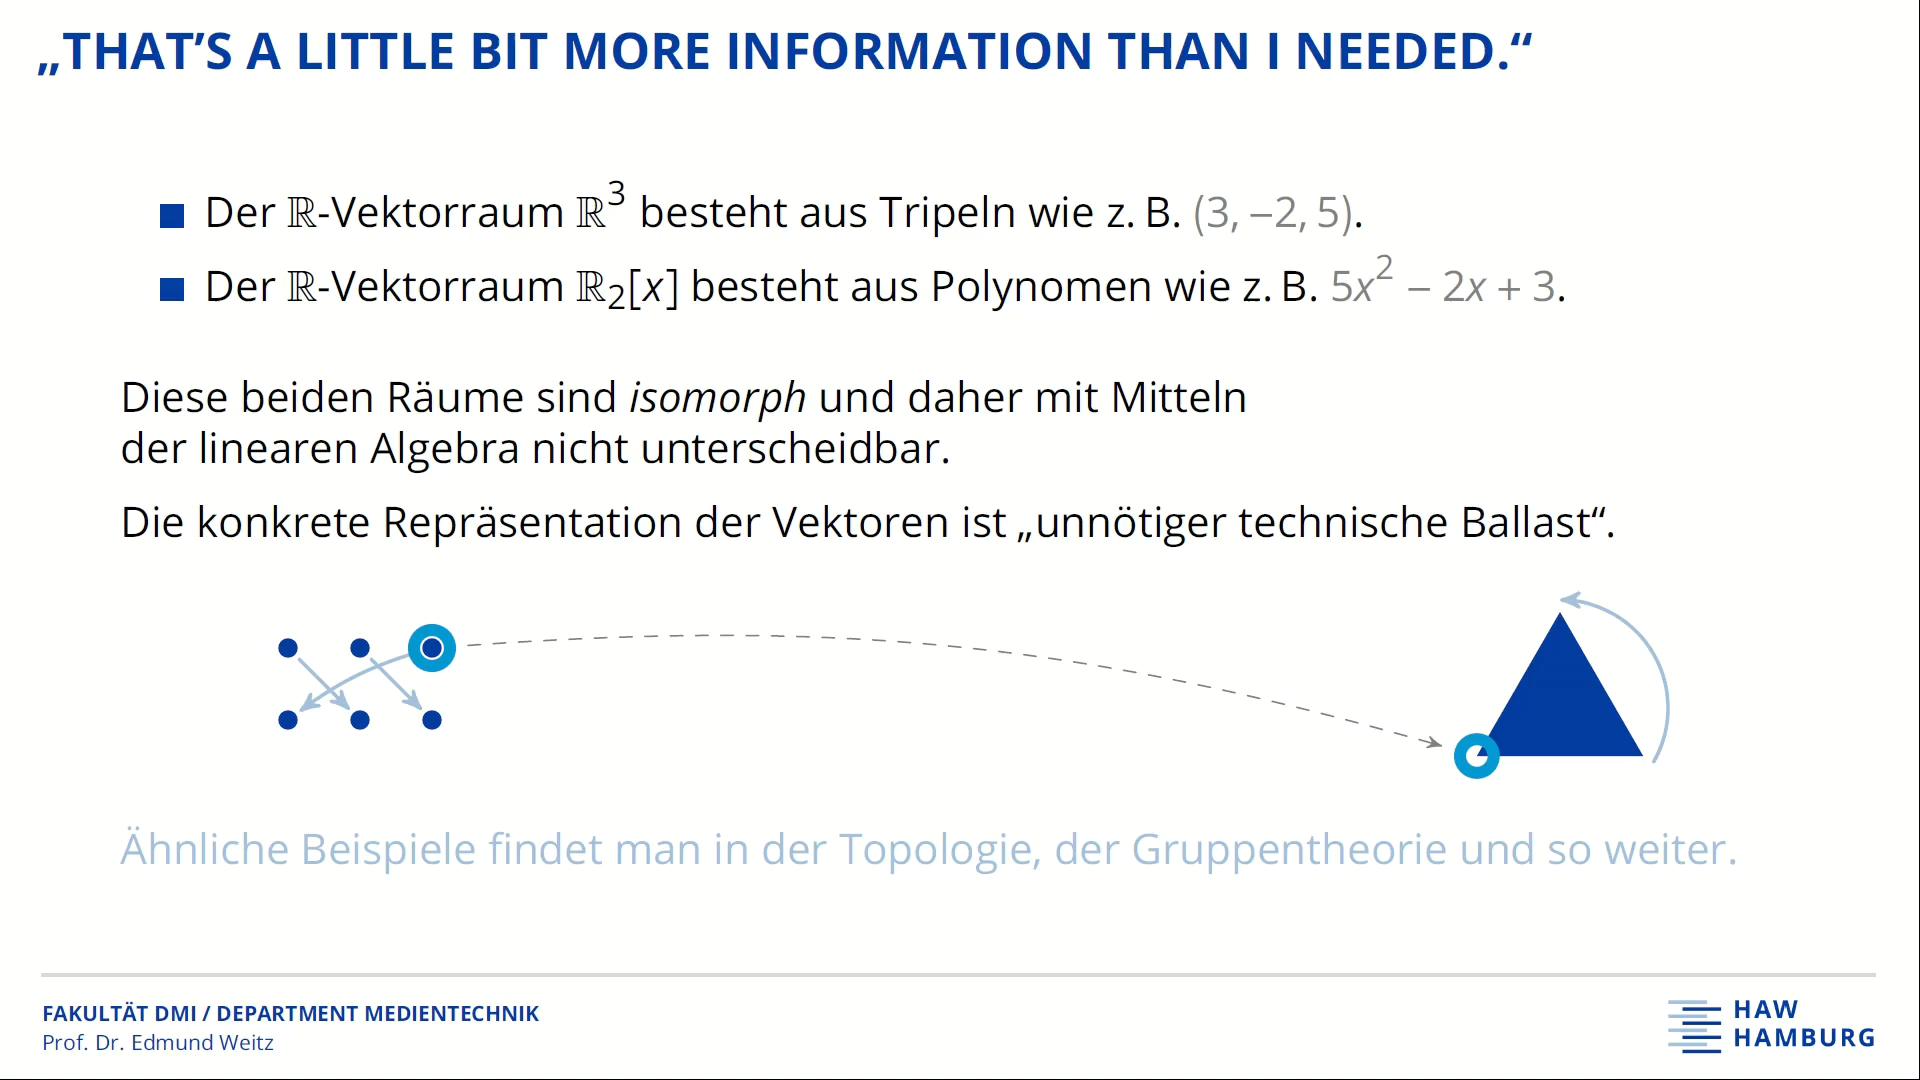 „THAT’S A LITTLE BIT MORE INFORMATION THAN I NEEDED.“
Der ℝ-Vektorraum ℝ³ besteht aus Tripeln wie z. B. (3, −2, 5).
Der ℝ-Vektorraum ℝ₂[x] besteht aus Polynomen wie z. B. 5x² − 2x + 3.
Diese beiden Räume sind isomorph und daher mit Mitteln
der linearen Algebra nicht unterscheidbar.
Die konkrete Repräsentation der Vektoren ist „unnötiger technische Ballast“.
Ähnliche Beispiele findet man in der Topologie, der Gruppentheorie und so weiter.
FAKULTÄT DMI / DEPARTMENT MEDIENTECHNIK
Prof. Dr. Edmund Weitz
HAW
HAMBURG